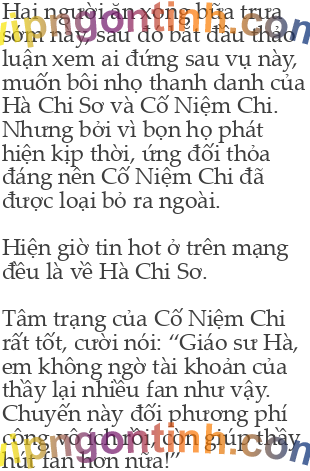 Hai người ăn xong bữa trưa
sớm này, sau đó bắt đầu thảo
luận xem ai đứng sau vụ này,
muốn bôi nhọ thanh danh của
Hà Chi Sơ và Cố Niệm Chi.
Nhưng bởi vì bọn họ phát
hiện kịp thời, ứng đối thỏa
đáng nên Cố Niệm Chi đã
được loại bỏ ra ngoài.
Hiện giờ tin hot ở trên mạng
đều là về Hà Chi Sơ.
Tâm trạng của Cố Niệm Chi
rất tốt, cười nói: “Giáo sư Hà,
em không ngờ tài khoản của
thầy lại nhiều fan như vậy.
Chuyến này đối phương phí
công vô ích rồi, còn giúp thầy
hút fan hơn nữa!”
vipngontinh.com
vipngontinh.com